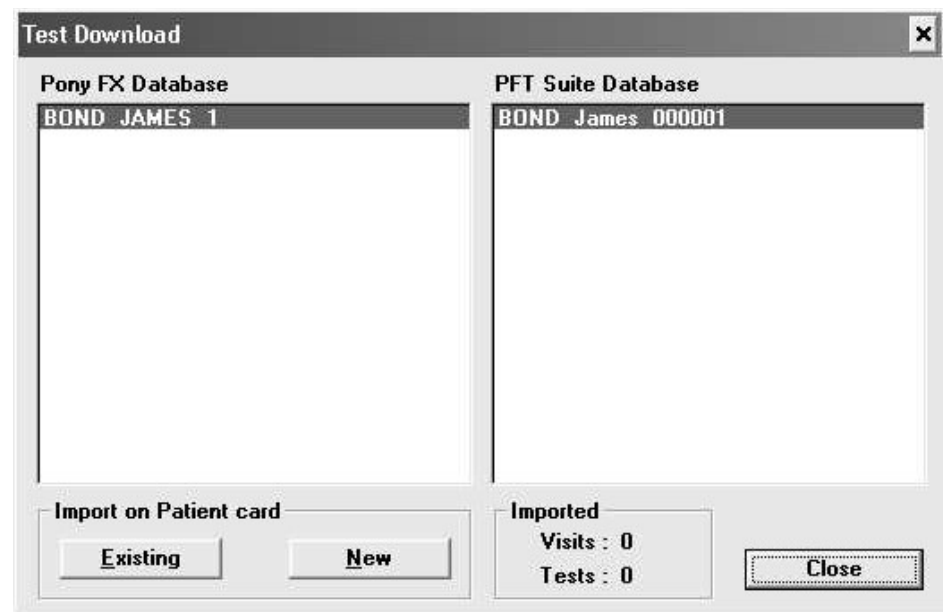 Test Download
Pony FX Database
BOND JAMES 1
PFT Suite Database
BOND James 000001
Import on Patient card
Existing
New
Imported
Visits : 0
Tests : 0
Close